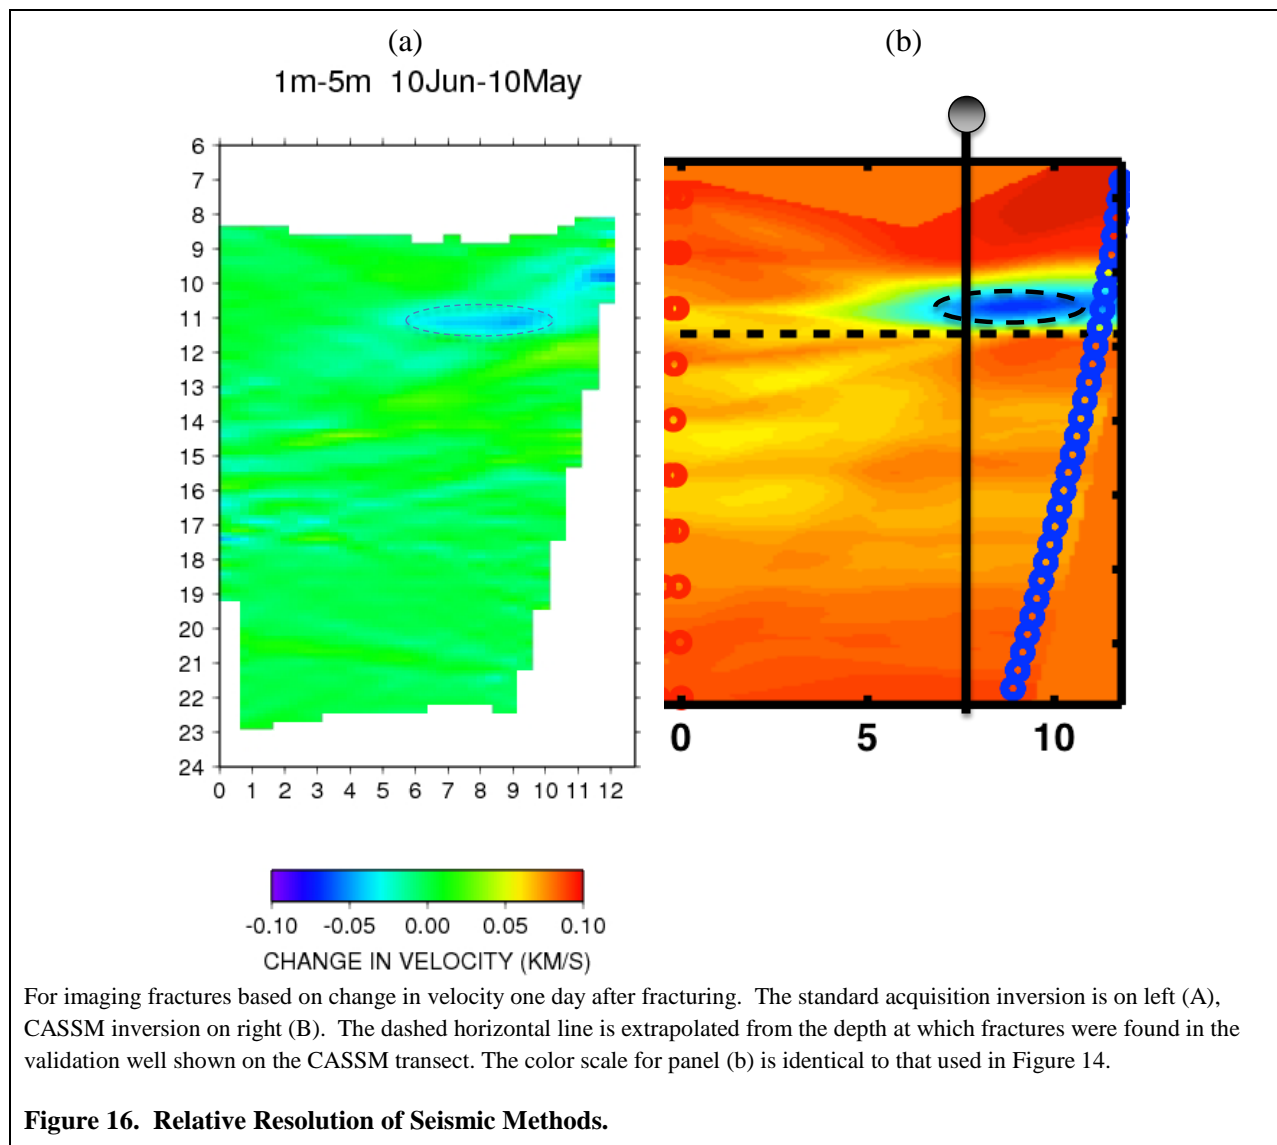 (a)
(b)
1m-5m 10Jun-10May
6
7
8
9
10
11
12
13
14
15
16
17
18
19
20
21
22
23
24
0 1 2 3 4 5 6 7 8 9 10 11 12
0 5 10
-0.10 -0.05 0.00 0.05 0.10
CHANGE IN VELOCITY (KM/S)
For imaging fractures based on change in velocity one day after fracturing. The standard acquisition inversion is on left (A),
CASSM inversion on right (B). The dashed horizontal line is extrapolated from the depth at which fractures were found in the
validation well shown on the CASSM transect. The color scale for panel (b) is identical to that used in Figure 14.
Figure 16. Relative Resolution of Seismic Methods.